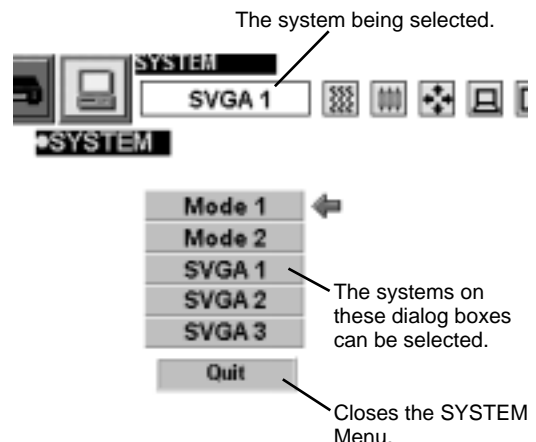 The system being selected.
SYSTEM
SVGA 1
SYSTEM
Mode 1
Mode 2
SVGA 1
SVGA 2
SVGA 3
The systems on
these dialog boxes
can be selected.
Quit
Closes the SYSTEM
Menu.